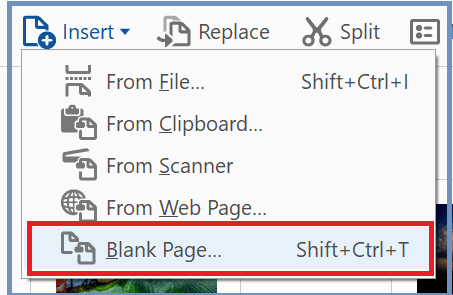 Insert Replace Split
From File... Shift+Ctrl+I
From Clipboard...
From Scanner
From Web Page...
Blank Page... Shift+Ctrl+T